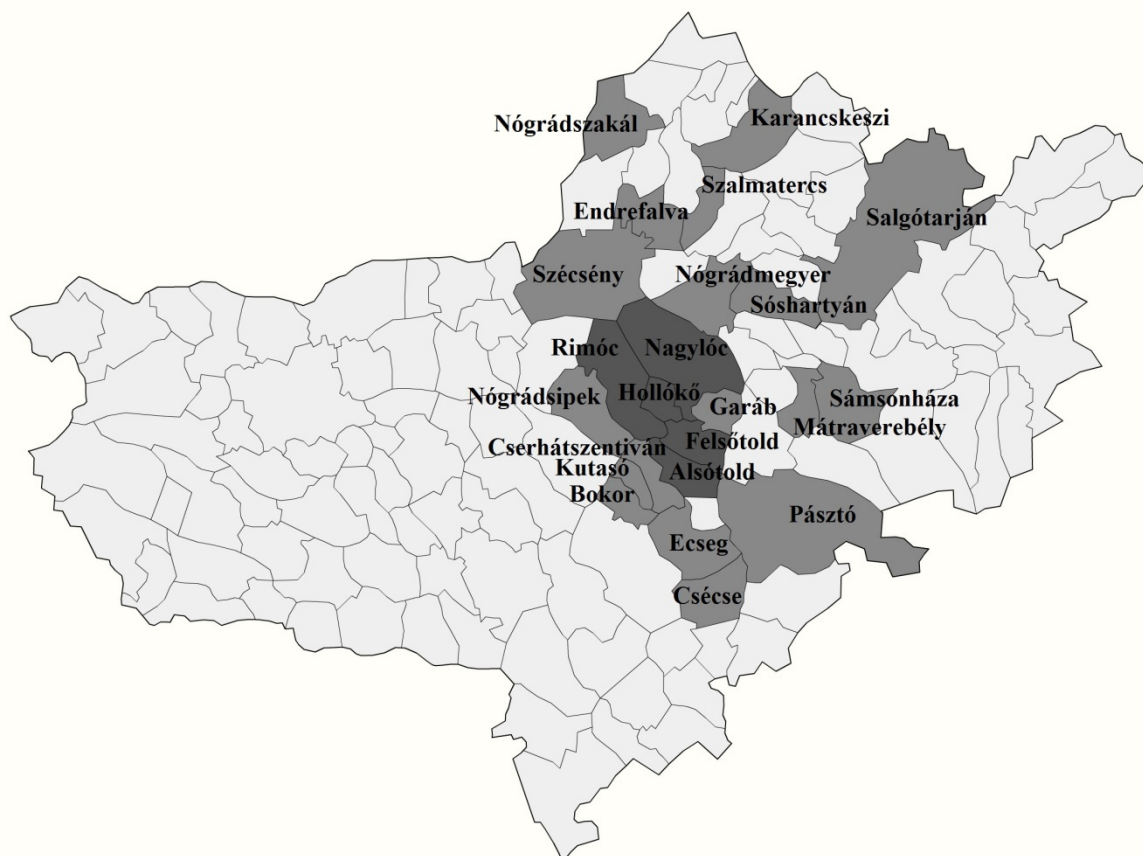 Karancskeszi
Nógrádszakál
Szalmatercs
Endrefalva
Salgótarján
Szécsény
Nógrádmegyer
Sóshartyán
Rimóc
Nagylóc
Hollókő
Nógrádsipek
Garáb
Sámsonháza
Mátraverebély
Felsőtold
Cserhátszentiván
Kutasó
Alsótold
Bokor
Pásztó
Ecseg
Csécse